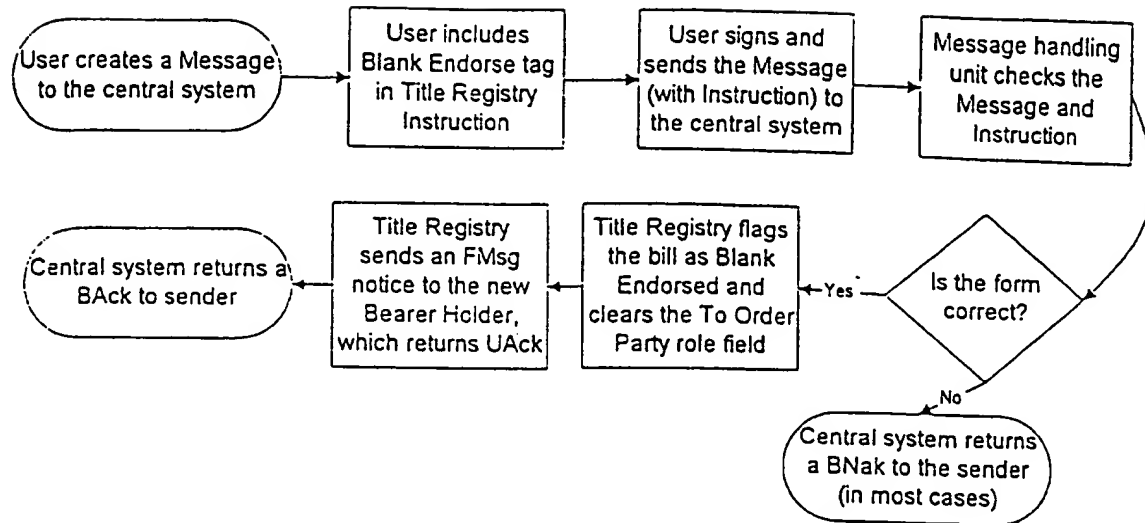 User creates a Message
to the central system
User includes
Blank Endorse tag
in Title Registry
Instruction
User signs and
sends the Message
(with Instruction) to
the central system
Message handling
unit checks the
Message and
Instruction
Is the form
correct?
Yes
Title Registry flags
the bill as Blank
Endorsed and
clears the To Order
Party role field
Title Registry
sends an FMsg
notice to the new
Bearer Holder,
which returns UAck
Central system returns a
BAck to sender
No
Central system returns
a BNak to the sender
(in most cases)